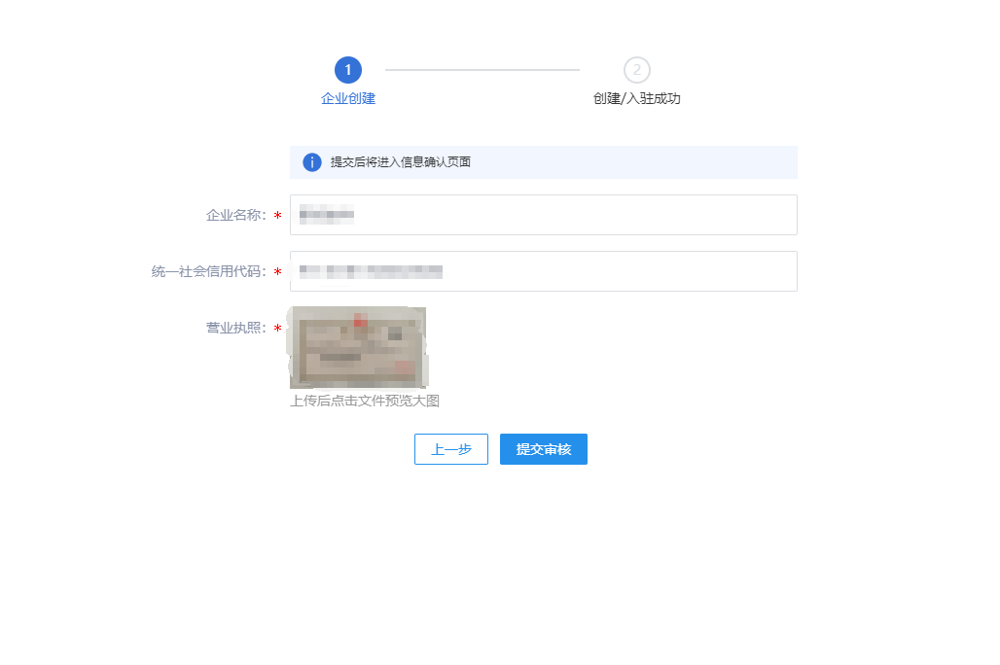 1
2
企业创建
创建/入驻成功
提交后将进入信息确认页面
企业名称：*
统一社会信用代码：*
营业执照：*
上传后点击文件预览大图
上一步
提交审核